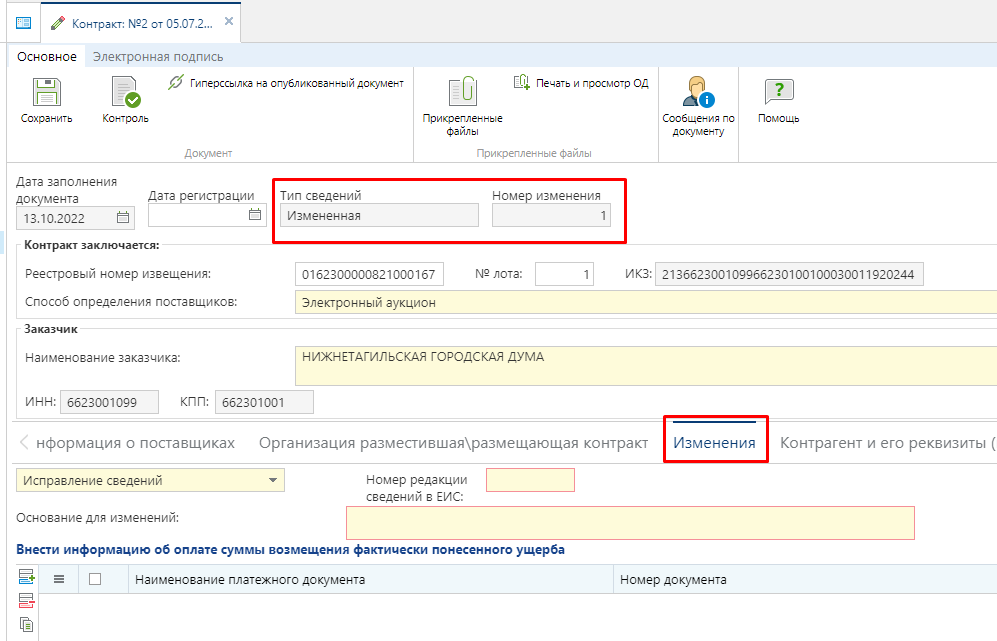 Контракт: №2 от 05.07.2...
Основное Электронная подпись
Гиперссылка на опубликованный документ
Печать и просмотр ОД
Сохранить Контроль
Прикрепленные
файлы
Сообщения по
документу
Помощь
Документ
Прикрепленные файлы
Дата заполнения
документа
Дата регистрации Тип сведений Номер изменения
13.10.2022 Измененная 1
Контракт заключается:
Реестровый номер извещения: 0162300000821000167 № лота: 1 ИКЗ: 213662300109966230100100030011920244
Способ определения поставщиков: Электронный аукцион
Заказчик
Наименование заказчика: НИЖНЕТАГИЛЬСКАЯ ГОРОДСКАЯ ДУМА
ИНН: 6623001099 КПП: 662301001
нформация о поставщиках Организация разместившая\размещающая контракт Изменения Контрагент и его реквизиты (
Исправление сведений
Номер редакции
сведений в ЕИС:
Основание для изменений:
Внести информацию об оплате суммы возмещения фактически понесенного ущерба
Наименование платежного документа Номер документа